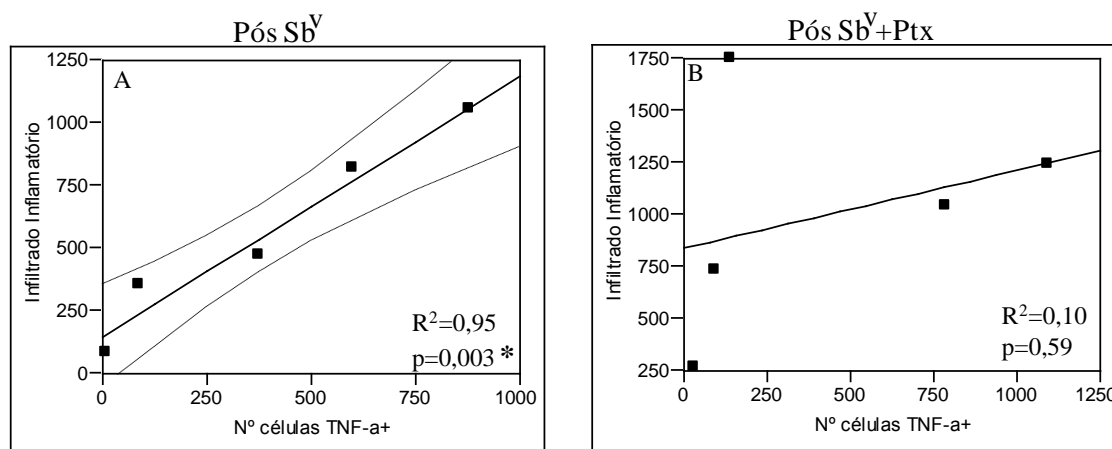 Pós Sbⱽ
A
1250
1000
750
500
250
0
Infiltrado Inflamatório
R²=0,95
p=0,003 *
0 250 500 750 1000
Nº células TNF-a+
Pós Sbⱽ+Ptx
B
1750
1500
1250
1000
750
500
250
Infiltrado Inflamatório
R²=0,10
p=0,59
0 250 500 750 1000 1250
Nº células TNF-a+